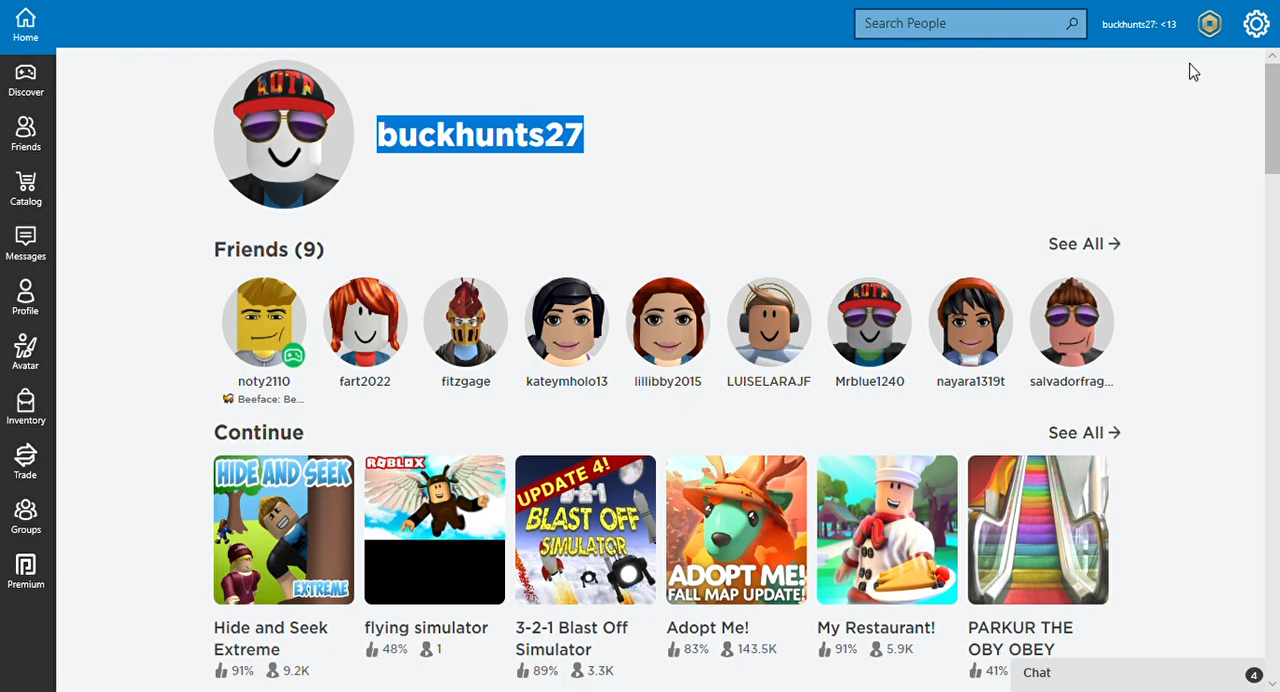 Home
Search People
buckhunts27: <13
Discover
Friends
Catalog
Messages
Profile
Avatar
Inventory
Trade
Groups
Premium
AOTP
buckhunts27
Friends (9)
See All →
noty2110
fart2022
fitzgage
kateymholo13
lillibby2015
LUISELARAJF
Mrblue1240
nayara1319t
salvadorfrag...
Beeface: Be...
Continue
See All →
HIDE AND SEEK
EXTREME
ROBLOX
UPDATE 4!
3-2-1
BLAST OFF
SIMULATOR
ADOPT ME!
FALL MAP UPDATE!
Hide and Seek
Extreme
91% 9.2K
flying simulator
48% 1
3-2-1 Blast Off
Simulator
89% 3.3K
Adopt Me!
83% 143.5K
My Restaurant!
91% 5.9K
PARKUR THE
OBY OBEY
41%
Chat
4